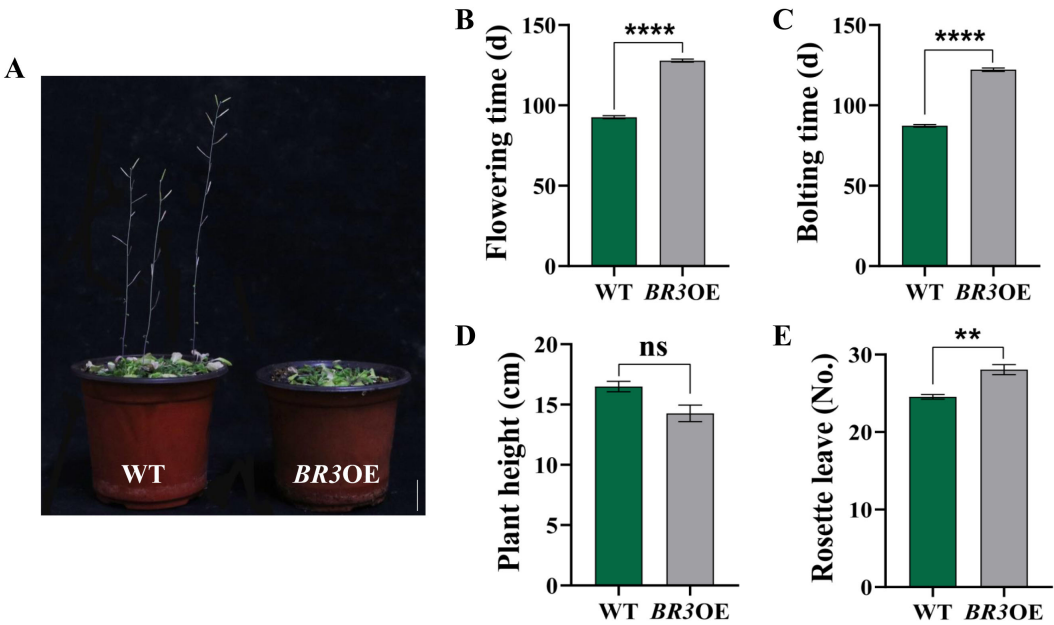 A
WT
BR3OE
B
Flowering time (d)
150
100
50
0
****
WT BR3OE
C
Bolting time (d)
150
100
50
0
****
WT BR3OE
D
Plant height (cm)
20
15
10
5
0
ns
WT BR3OE
E
Rosette leave (No.)
30
20
10
0
**
WT BR3OE